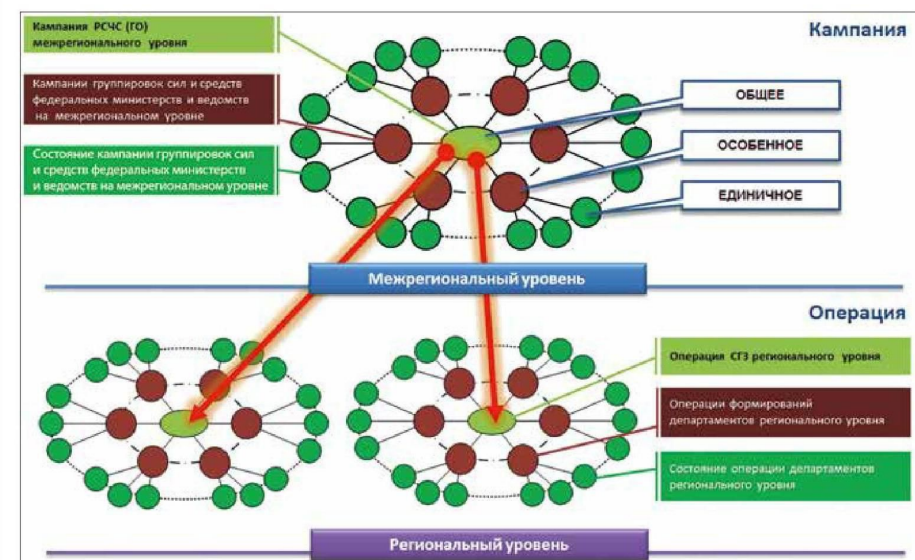 Кампания
Кампания РСЧС (ГО)
межрегионального уровня
Кампании группировок сил и средств
федеральных министерств и ведомств
на межрегиональном уровне
Состояние кампании группировок сил
и средств федеральных министерств
и ведомств на межрегиональном уровне
ОБЩЕЕ
ОСОБЕННОЕ
ЕДИНИЧНОЕ
Межрегиональный уровень
Операция
Операция СГЗ регионального уровня
Операции формирований
департаментов регионального уровня
Состояние операции департаментов
регионального уровня
Региональный уровень